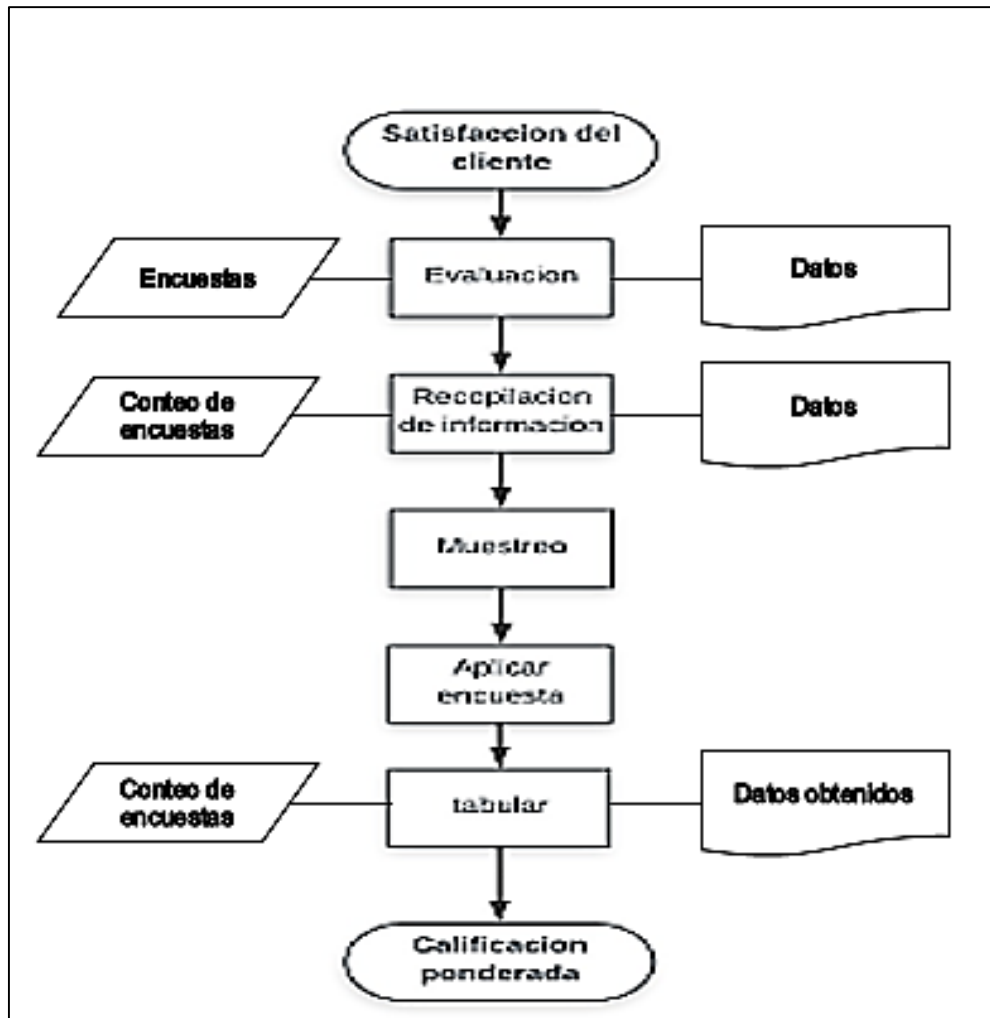 Satisfaccion del
cliente
Encuestas
Evaluacion
Datos
Conteo de
encuestas
Recopilacion
de informacion
Datos
Muestreo
Aplicar
encuesta
Conteo de
encuestas
tabular
Datos obtenidos
Calificacion
ponderada